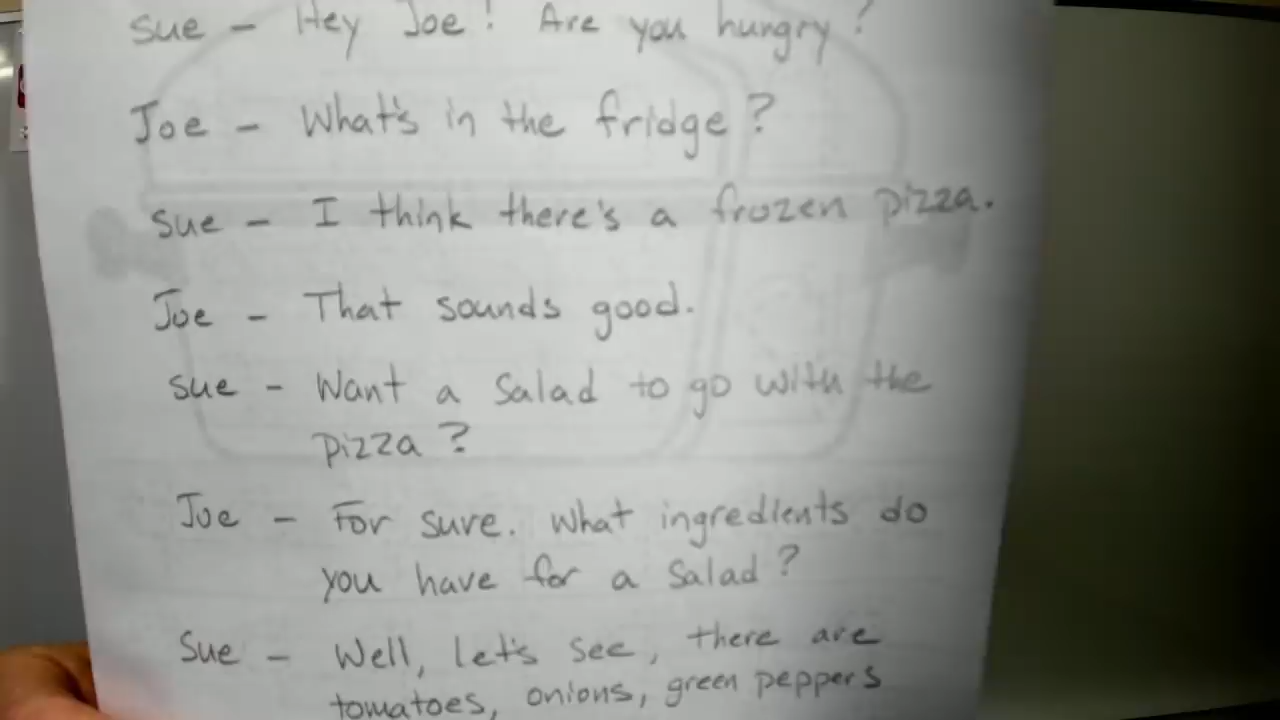 Sue - Hey Joe! Are you hungry?
Joe - What's in the fridge?
Sue - I think there's a frozen pizza.
Joe - That sounds good.
Sue - Want a salad to go with the
pizza?
Joe - For sure. What ingredients do
you have for a salad?
Sue - Well, let's see, there are
tomatoes, onions, green peppers